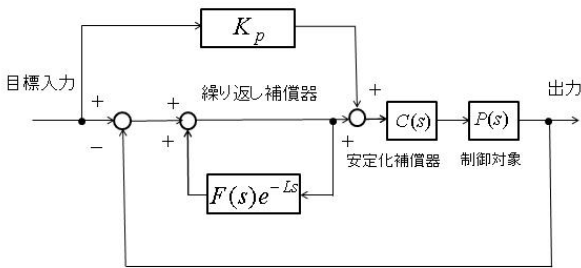 K_p
目標入力
繰り返し補償器
出力
+
+
+
+
C(s)
P(s)
−
+
+
安定化補償器
制御対象
F(s)e^{-Ls}